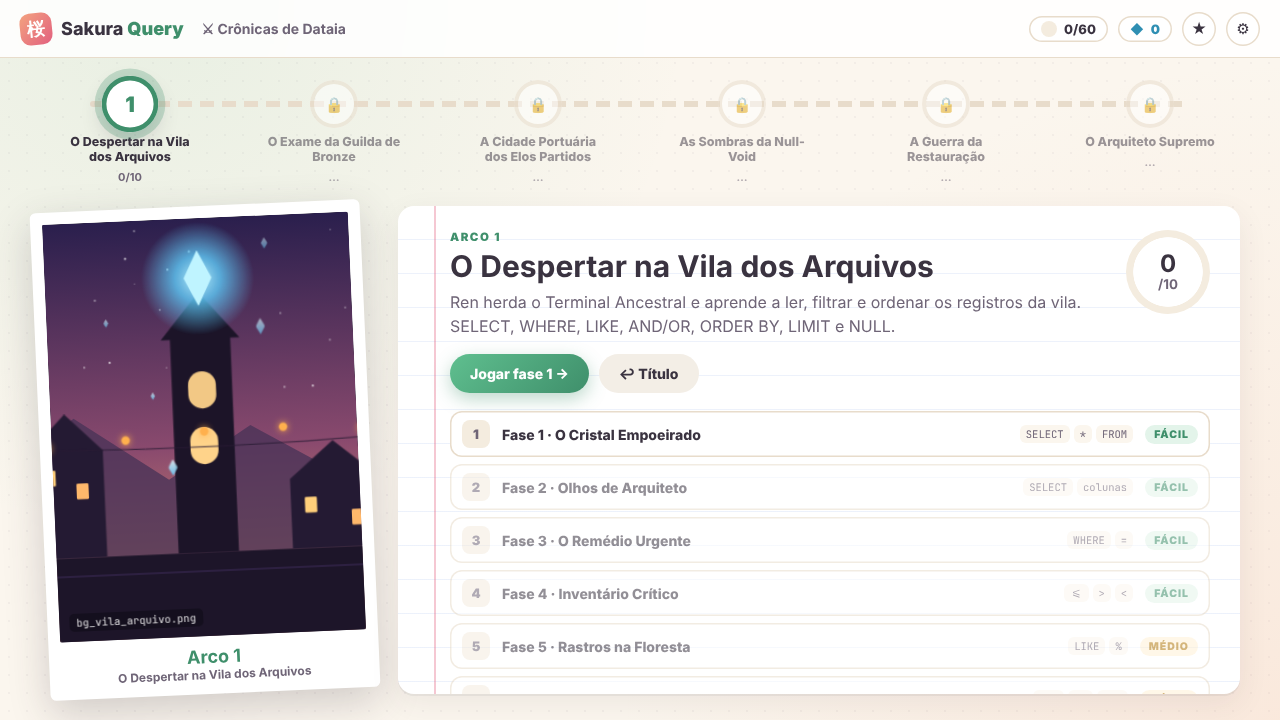 桜 Sakura Query ⚔ Crônicas de Dataia
0/60
◆ 0
★
⚙
1
O Despertar na Vila
dos Arquivos
0/10
O Exame da Guilda de
Bronze
...
A Cidade Portuária
dos Elos Partidos
...
As Sombras da Null-
Void
...
A Guerra da
Restauração
...
O Arquiteto Supremo
...
bg_vila_arquivo.png
Arco 1
O Despertar na Vila dos Arquivos
ARCO 1
O Despertar na Vila dos Arquivos
Ren herda o Terminal Ancestral e aprende a ler, filtrar e ordenar os registros da vila.
SELECT, WHERE, LIKE, AND/OR, ORDER BY, LIMIT e NULL.
0
/10
Jogar fase 1 →
↩ Título
1 Fase 1 · O Cristal Empoeirado SELECT * FROM FÁCIL
2 Fase 2 · Olhos de Arquiteto SELECT colunas FÁCIL
3 Fase 3 · O Remédio Urgente WHERE = FÁCIL
4 Fase 4 · Inventário Crítico ⩽ > < FÁCIL
5 Fase 5 · Rastros na Floresta LIKE % MÉDIO